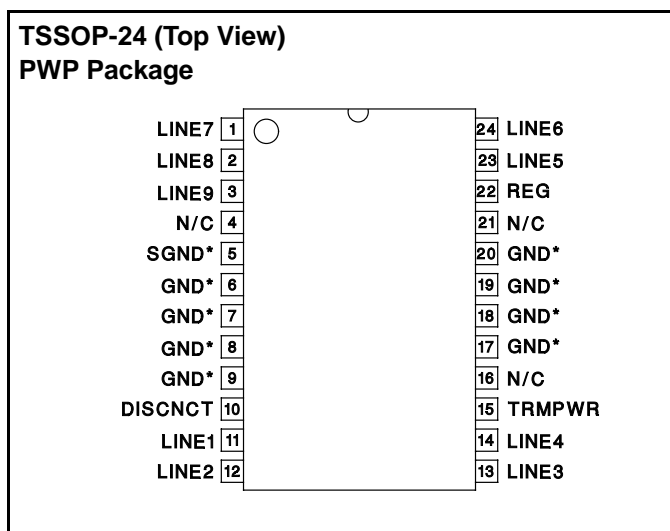 TSSOP-24 (Top View)
PWP Package
LINE7 1 24 LINE6
LINE8 2 23 LINE5
LINE9 3 22 REG
N/C 4 21 N/C
SGND* 5 20 GND*
GND* 6 19 GND*
GND* 7 18 GND*
GND* 8 17 GND*
GND* 9 16 N/C
DISCNCT 10 15 TRMPWR
LINE1 11 14 LINE4
LINE2 12 13 LINE3